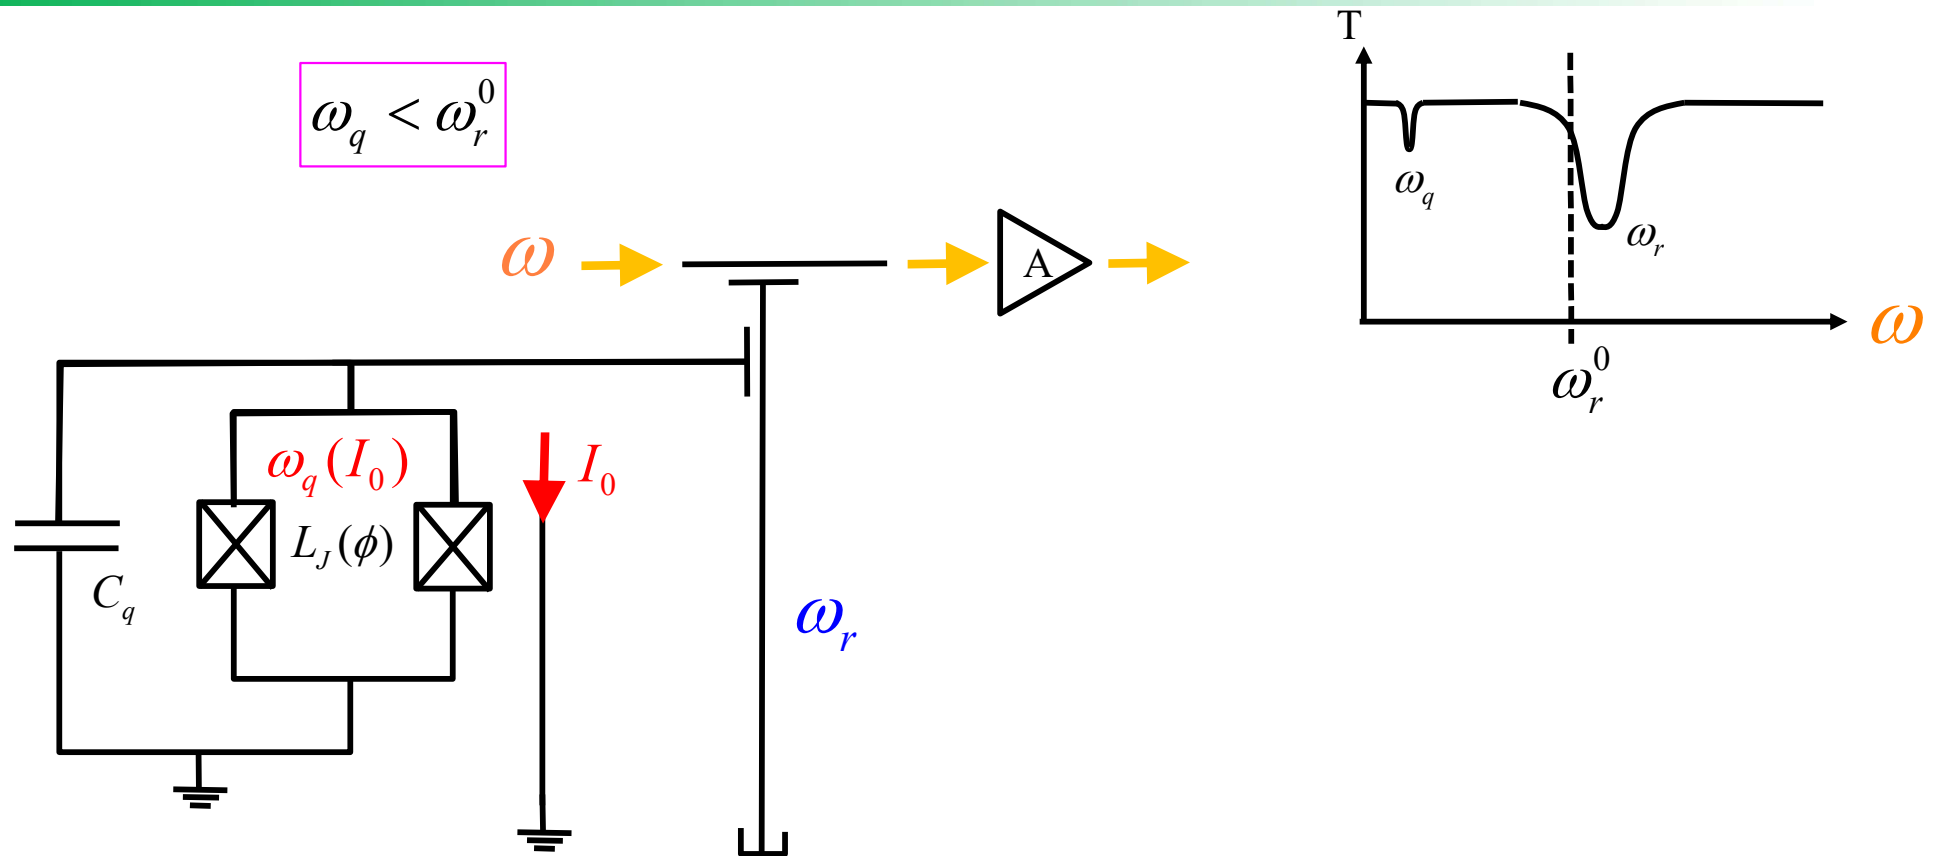 T
ω_q < ω_r^0
ω_q
ω
A
ω_r
ω
ω_r^0
ω_q(I_0)
I_0
L_J(ϕ)
C_q
ω_r